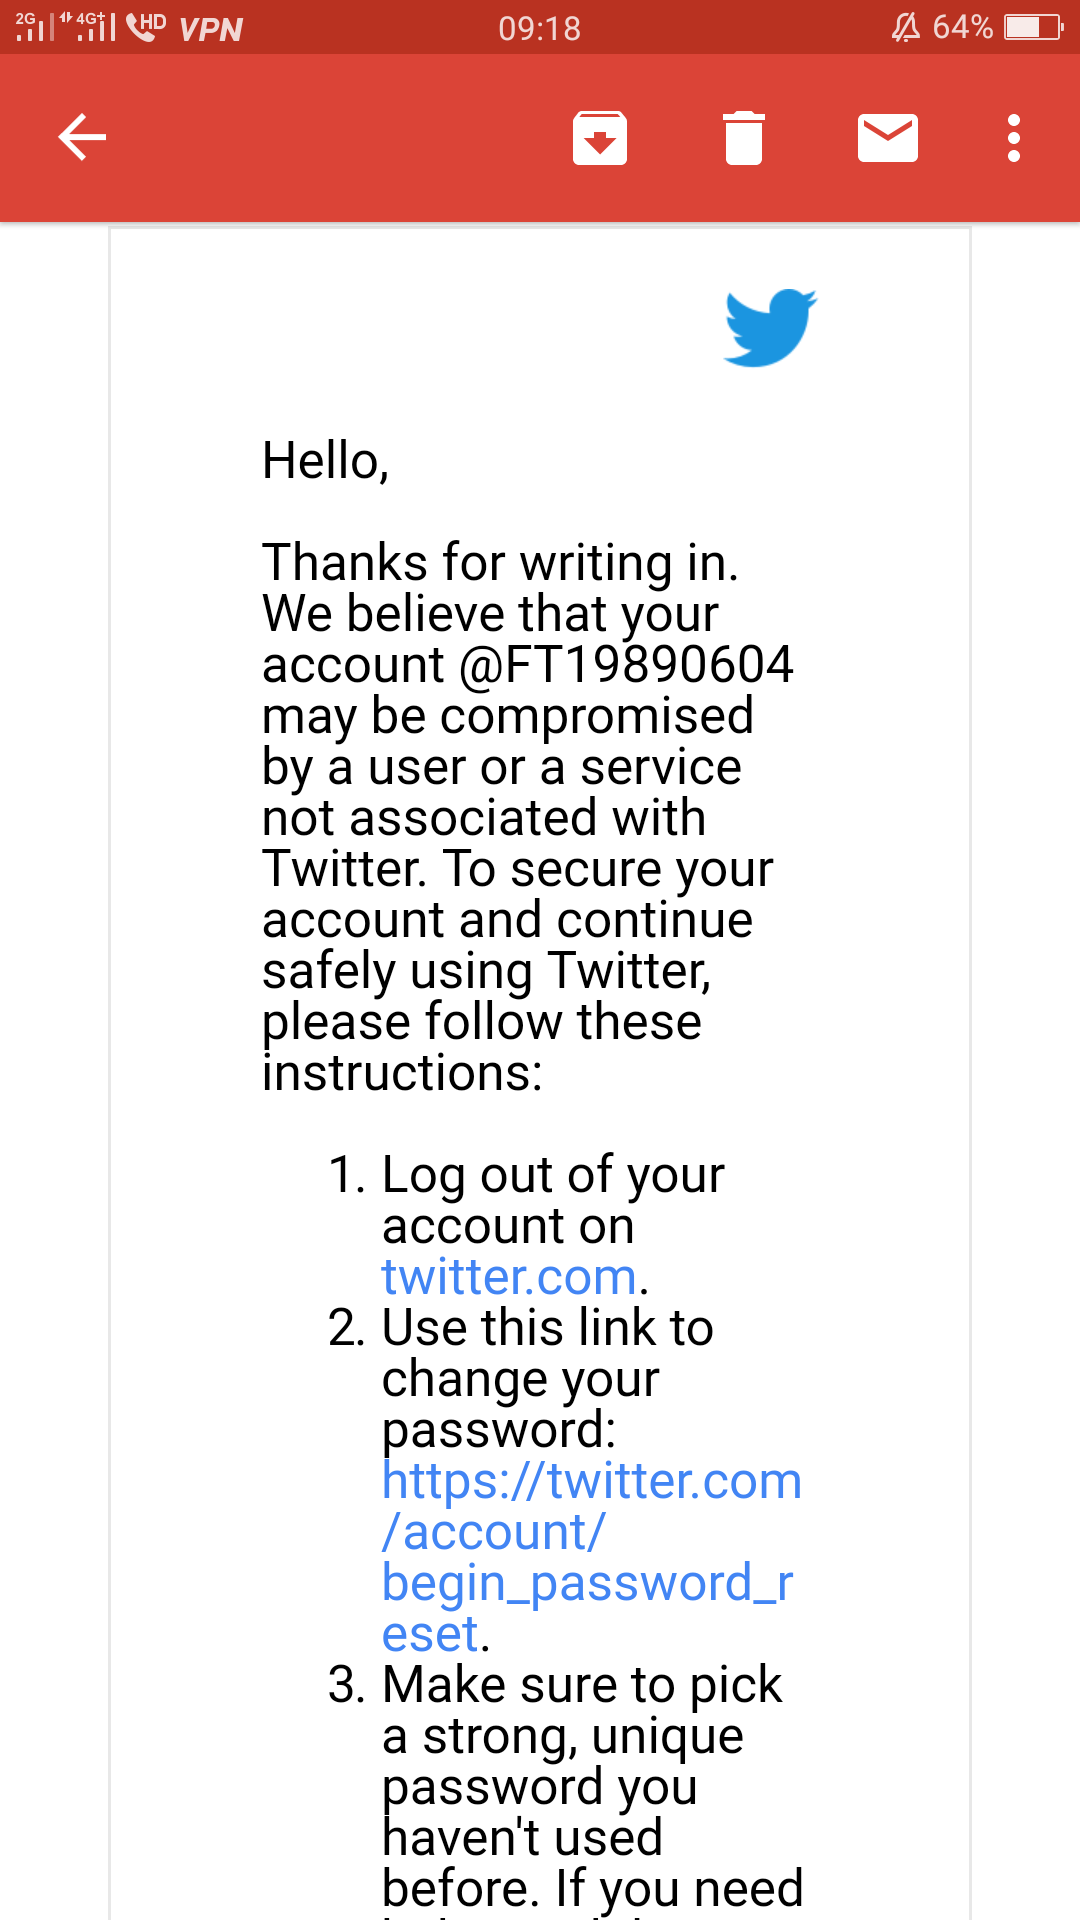 2G 4G+ HD VPN 09:18 64%
Hello,
Thanks for writing in.
We believe that your
account @FT19890604
may be compromised
by a user or a service
not associated with
Twitter. To secure your
account and continue
safely using Twitter,
please follow these
instructions:
1. Log out of your
account on
twitter.com.
2. Use this link to
change your
password:
https://twitter.com
/account/
begin_password_r
eset.
3. Make sure to pick
a strong, unique
password you
haven't used
before. If you need